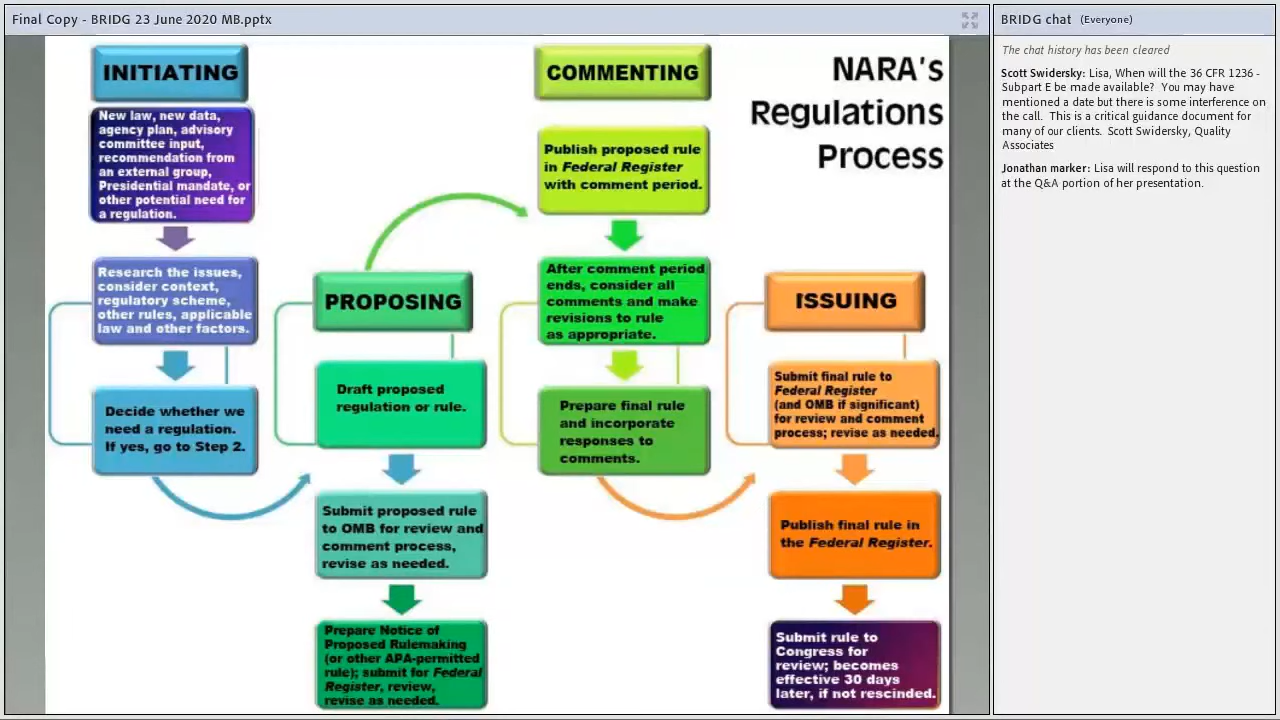 Final Copy - BRIDG 23 June 2020 MB.pptx
INITIATING
New law, new data,
agency plan, advisory
committee input,
recommendation from
an external group,
Presidential mandate, or
other potential need for
a regulation.
Research the issues,
consider context,
regulatory scheme,
other rules, applicable
law and other factors.
Decide whether we
need a regulation.
If yes, go to Step 2.
PROPOSING
Draft proposed
regulation or rule.
Submit proposed rule
to OMB for review and
comment process,
revise as needed.
Prepare Notice of
Proposed Rulemaking
(or other APA-permitted
rule); submit for Federal
Register, review,
revise as needed.
COMMENTING
Publish proposed rule
in Federal Register
with comment period.
After comment period
ends, consider all
comments and make
revisions to rule
as appropriate.
Prepare final rule
and incorporate
responses to
comments.
NARA's
Regulations
Process
ISSUING
Submit final rule to
Federal Register
(and OMB if significant)
for review and comment
process; revise as needed.
Publish final rule in
the Federal Register.
Submit rule to
Congress for
review; becomes
effective 30 days
later, if not rescinded.
BRIDG chat (Everyone)
The chat history has been cleared
Scott Swidersky: Lisa, When will the 36 CFR 1236 -
Subpart E be made available? You may have
mentioned a date but there is some interference on
the call. This is a critical guidance document for
many of our clients. Scott Swidersky, Quality
Associates
Jonathan marker: Lisa will respond to this question
at the Q&A portion of her presentation.